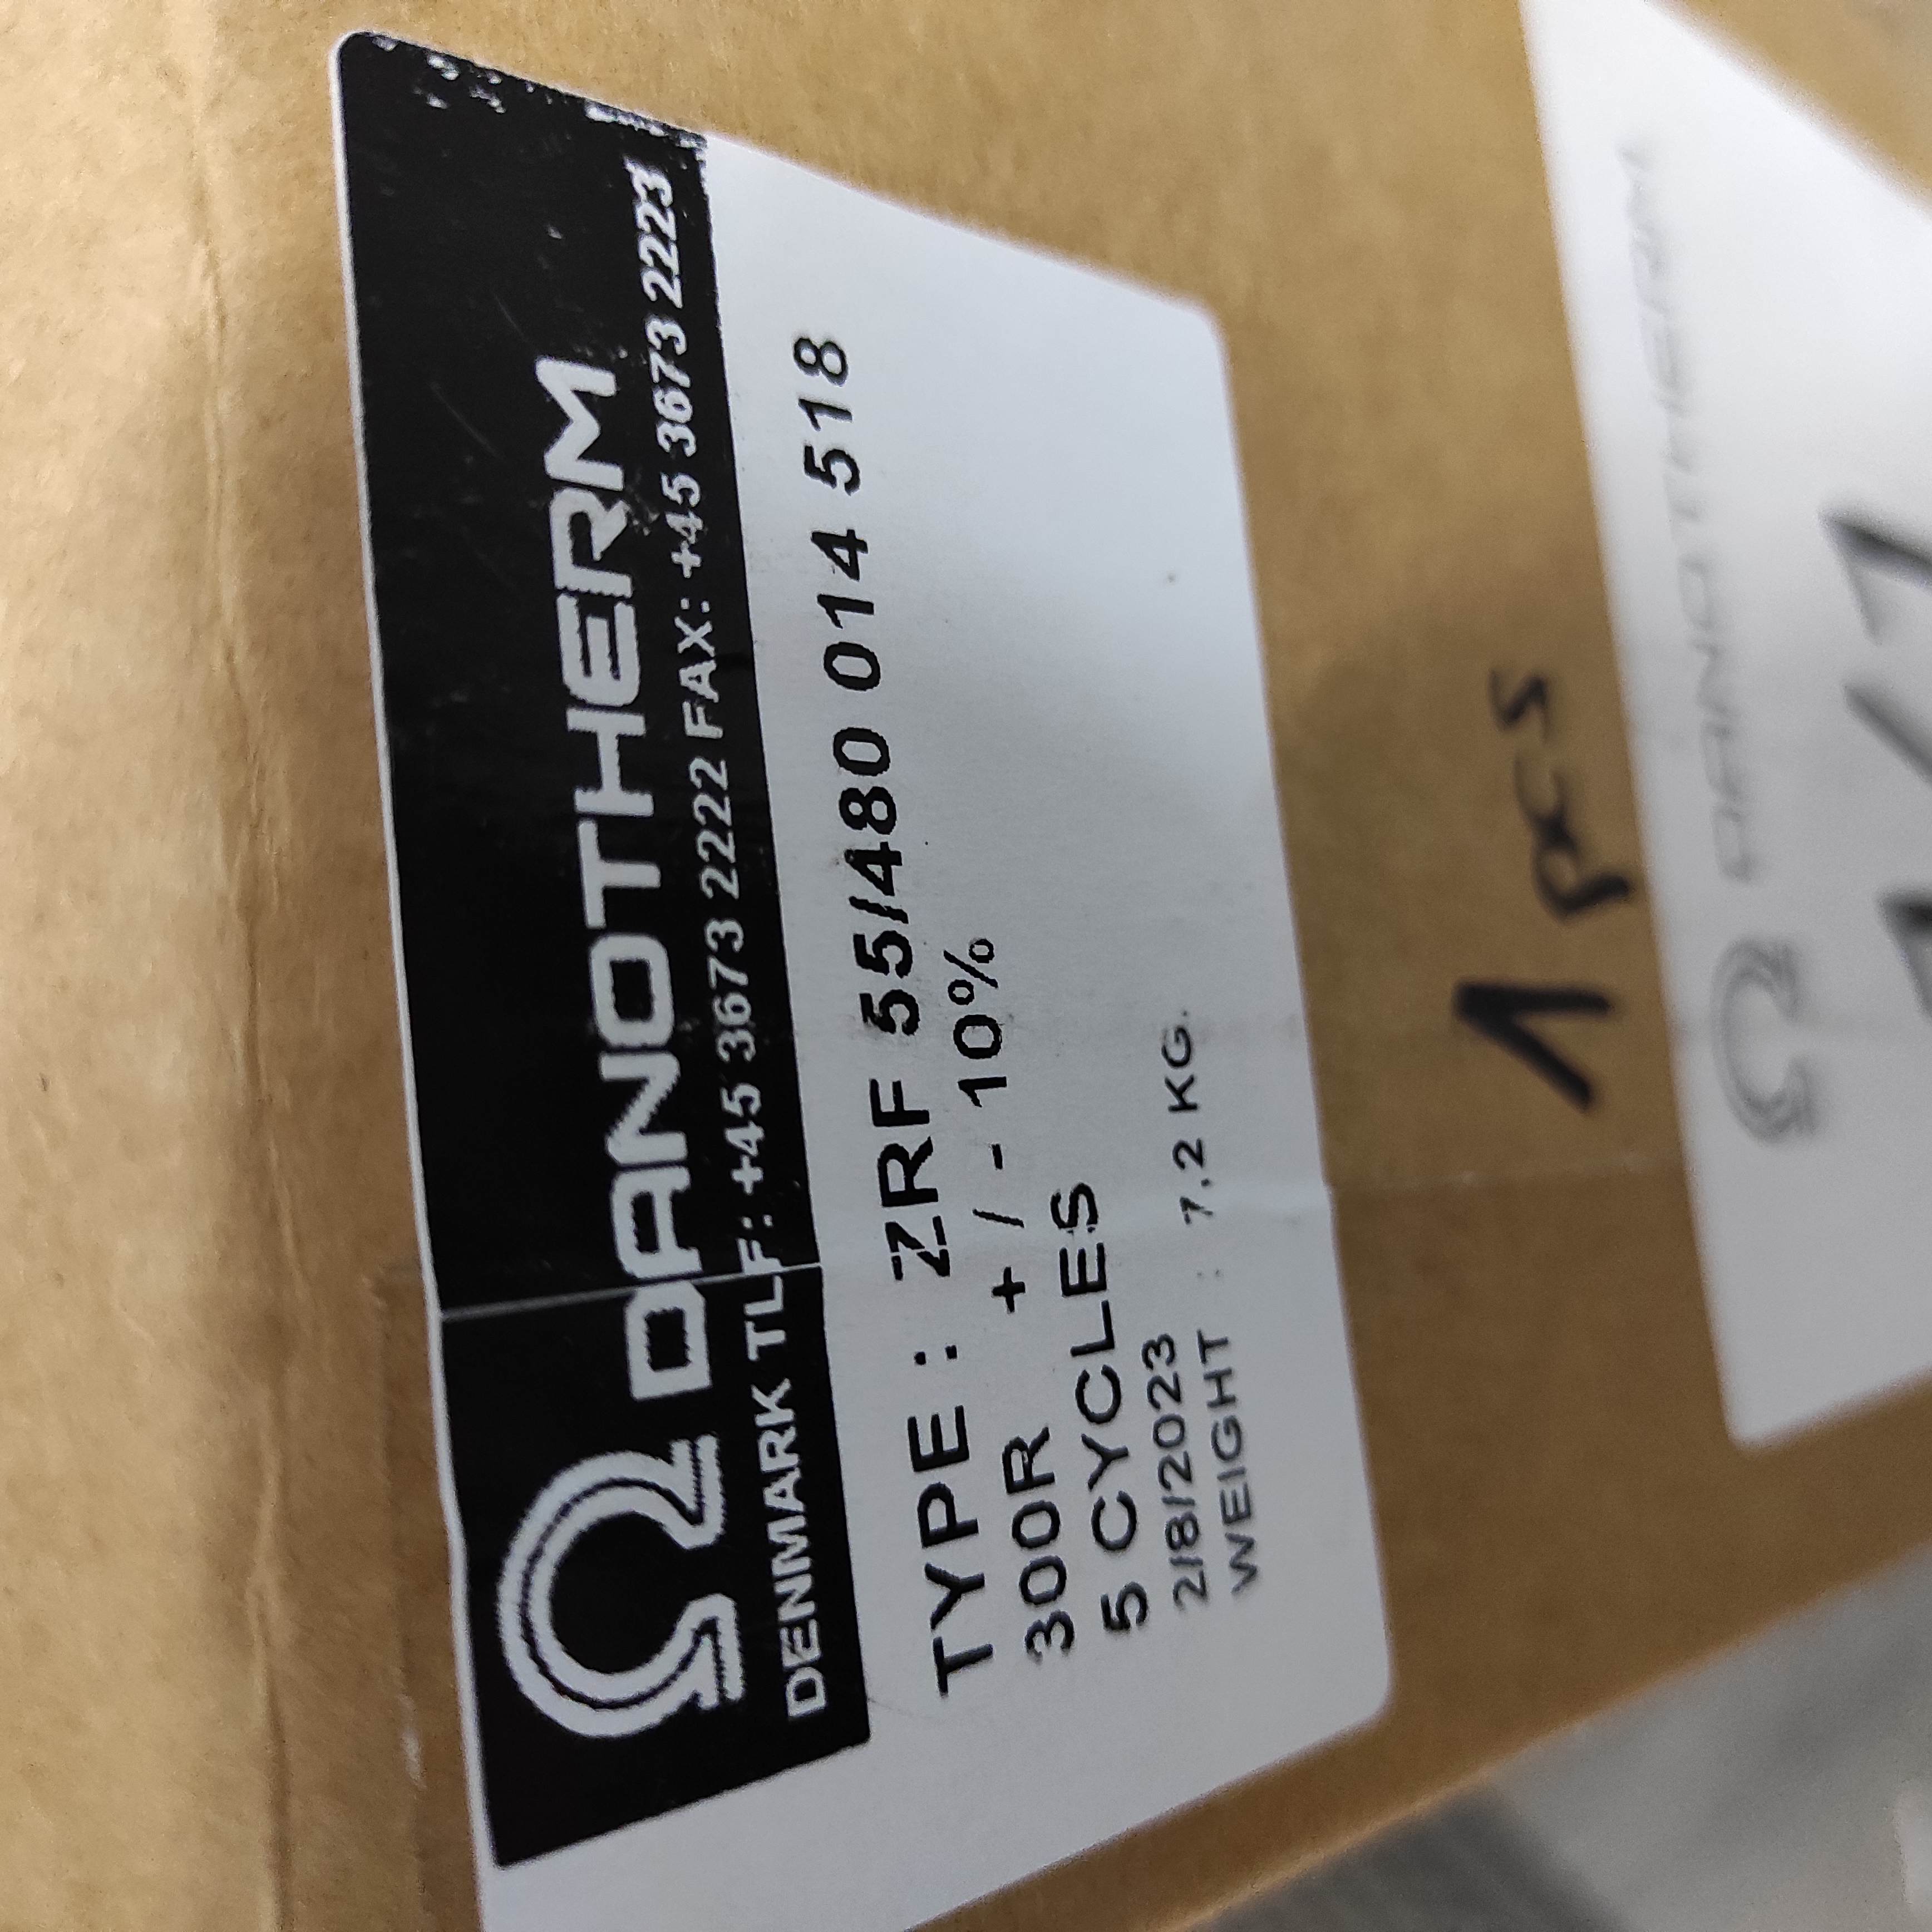 DANOTHERM
DENMARK TLF: +45 3673 2222 FAX: +45 3673 2223
TYPE: ZRF 55/480 014 518
300R +/- 10%
5 CYCLES
2/8/2023
WEIGHT : 7,2 KG.
1 pcs
DANOTHERM